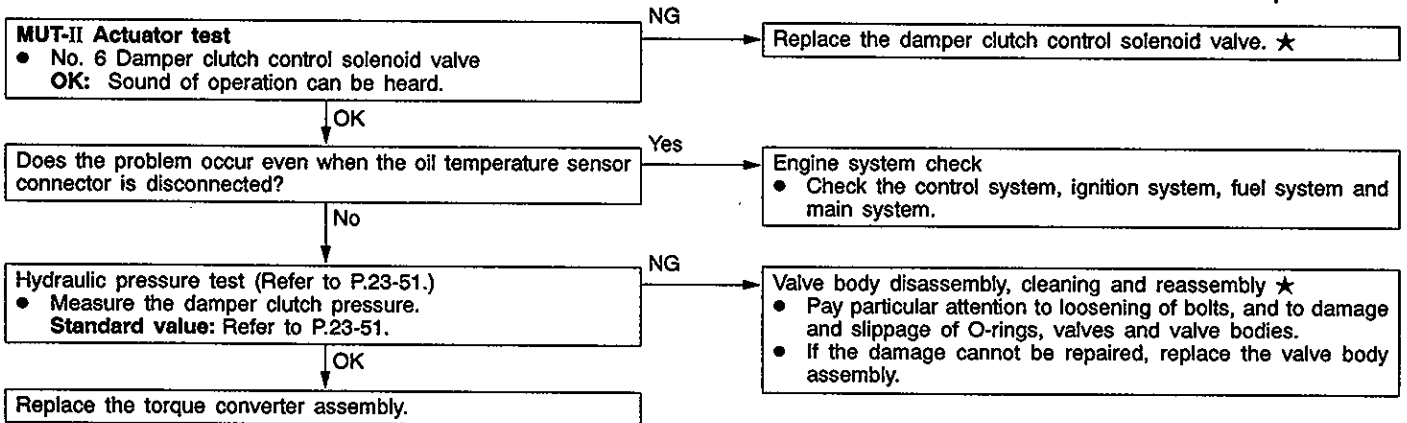 NG
MUT-II Actuator test
● No. 6 Damper clutch control solenoid valve
OK: Sound of operation can be heard.
Replace the damper clutch control solenoid valve. ★
OK
Does the problem occur even when the oil temperature sensor
connector is disconnected?
Yes
Engine system check
● Check the control system, ignition system, fuel system and
main system.
No
Hydraulic pressure test (Refer to P.23-51.)
● Measure the damper clutch pressure.
Standard value: Refer to P.23-51.
NG
Valve body disassembly, cleaning and reassembly ★
● Pay particular attention to loosening of bolts, and to damage
and slippage of O-rings, valves and valve bodies.
● If the damage cannot be repaired, replace the valve body
assembly.
OK
Replace the torque converter assembly.